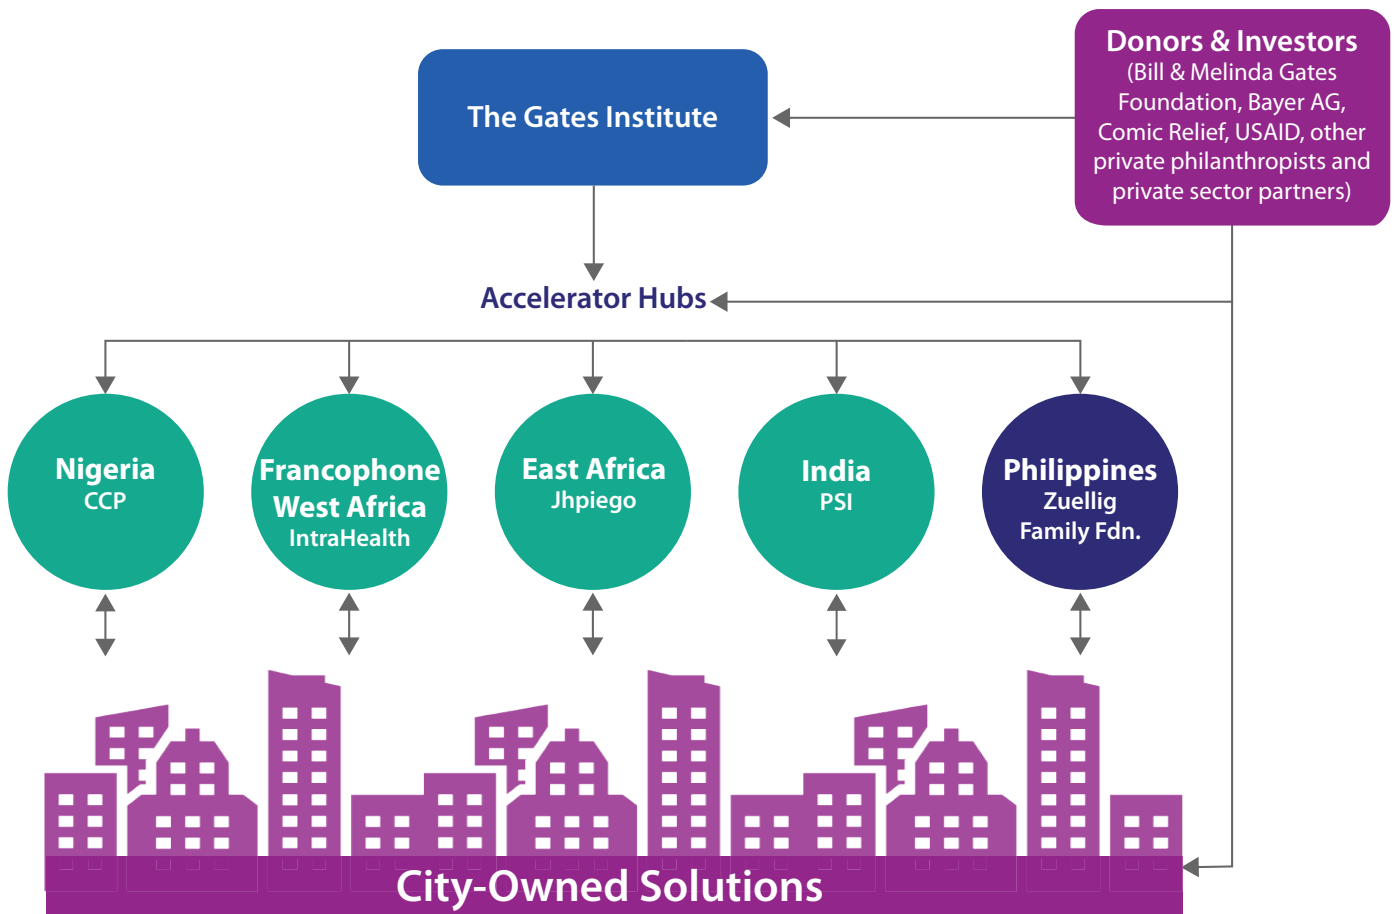 The Gates Institute
Donors & Investors
(Bill & Melinda Gates
Foundation, Bayer AG,
Comic Relief, USAID, other
private philanthropists and
private sector partners)
Accelerator Hubs
Nigeria
CCP
Francophone
West Africa
IntraHealth
East Africa
Jhpiego
India
PSI
Philippines
Zuellig
Family Fdn.
City-Owned Solutions